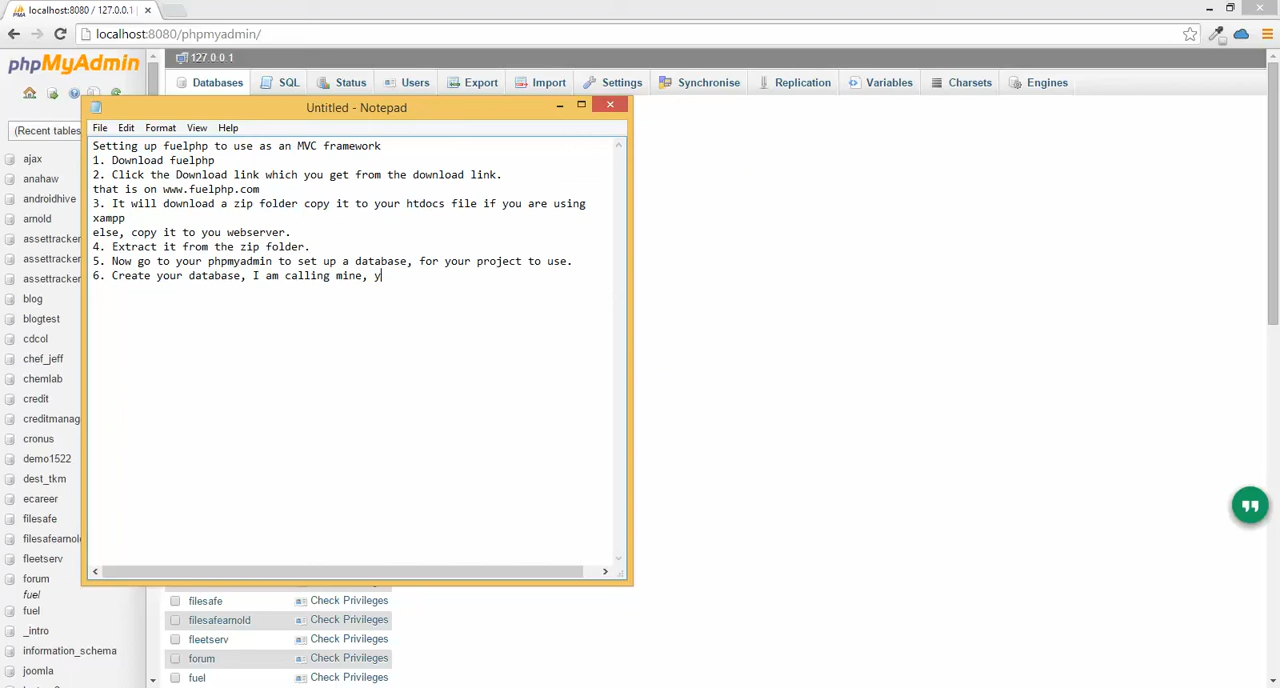 localhost:8080 / 127.0.0.1
localhost:8080/phpmyadmin/
phpMyAdmin
127.0.0.1
Databases
SQL
Status
Users
Export
Import
Settings
Synchronise
Replication
Variables
Charsets
Engines
(Recent tables
ajax
anahaw
androidhive
arnold
assettracker
assettracker
assettracker
blog
blogtest
cdcol
chef_jeff
chemlab
credit
creditmanag
cronus
demo1522
dest_tkm
ecareer
filesafe
filesafearnol
fleetserv
forum
fuel
fuel
_intro
information_schema
joomla
Untitled - Notepad
File Edit Format View Help
Setting up fuelphp to use as an MVC framework
1. Download fuelphp
2. Click the Download link which you get from the download link.
that is on www.fuelphp.com
3. It will download a zip folder copy it to your htdocs file if you are using
xampp
else, copy it to you webserver.
4. Extract it from the zip folder.
5. Now go to your phpmyadmin to set up a database, for your project to use.
6. Create your database, I am calling mine, y
filesafe Check Privileges
filesafearnold Check Privileges
fleetserv Check Privileges
forum Check Privileges
fuel Check Privileges